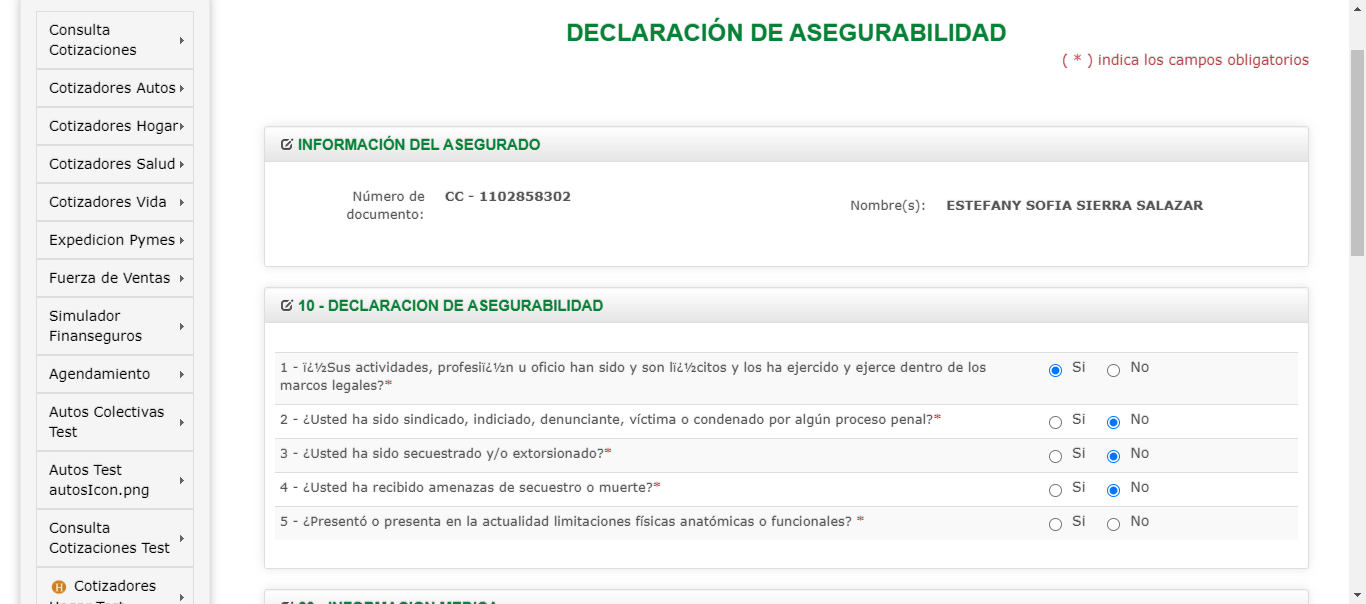 Consulta
Cotizaciones
Cotizadores Autos
Cotizadores Hogar
Cotizadores Salud
Cotizadores Vida
Expedicion Pymes
Fuerza de Ventas
Simulador
Finanseguros
Agendamiento
Autos Colectivas
Test
Autos Test
autosIcon.png
Consulta
Cotizaciones Test
H Cotizadores
Hogar Test
DECLARACIÓN DE ASEGURABILIDAD
( * ) indica los campos obligatorios
INFORMACIÓN DEL ASEGURADO
Número de documento: CC - 1102858302
Nombre(s): ESTEFANY SOFIA SIERRA SALAZAR
10 - DECLARACION DE ASEGURABILIDAD
1 - ï¿½Sus actividades, profesiï¿½n u oficio han sido y son lï¿½citos y los ha ejercido y ejerce dentro de los
marcos legales?* Si No
2 - ¿Usted ha sido sindicado, indiciado, denunciante, víctima o condenado por algún proceso penal?* Si No
3 - ¿Usted ha sido secuestrado y/o extorsionado?* Si No
4 - ¿Usted ha recibido amenazas de secuestro o muerte?* Si No
5 - ¿Presentó o presenta en la actualidad limitaciones físicas anatómicas o funcionales? * Si No
INFORMACION MEDICA